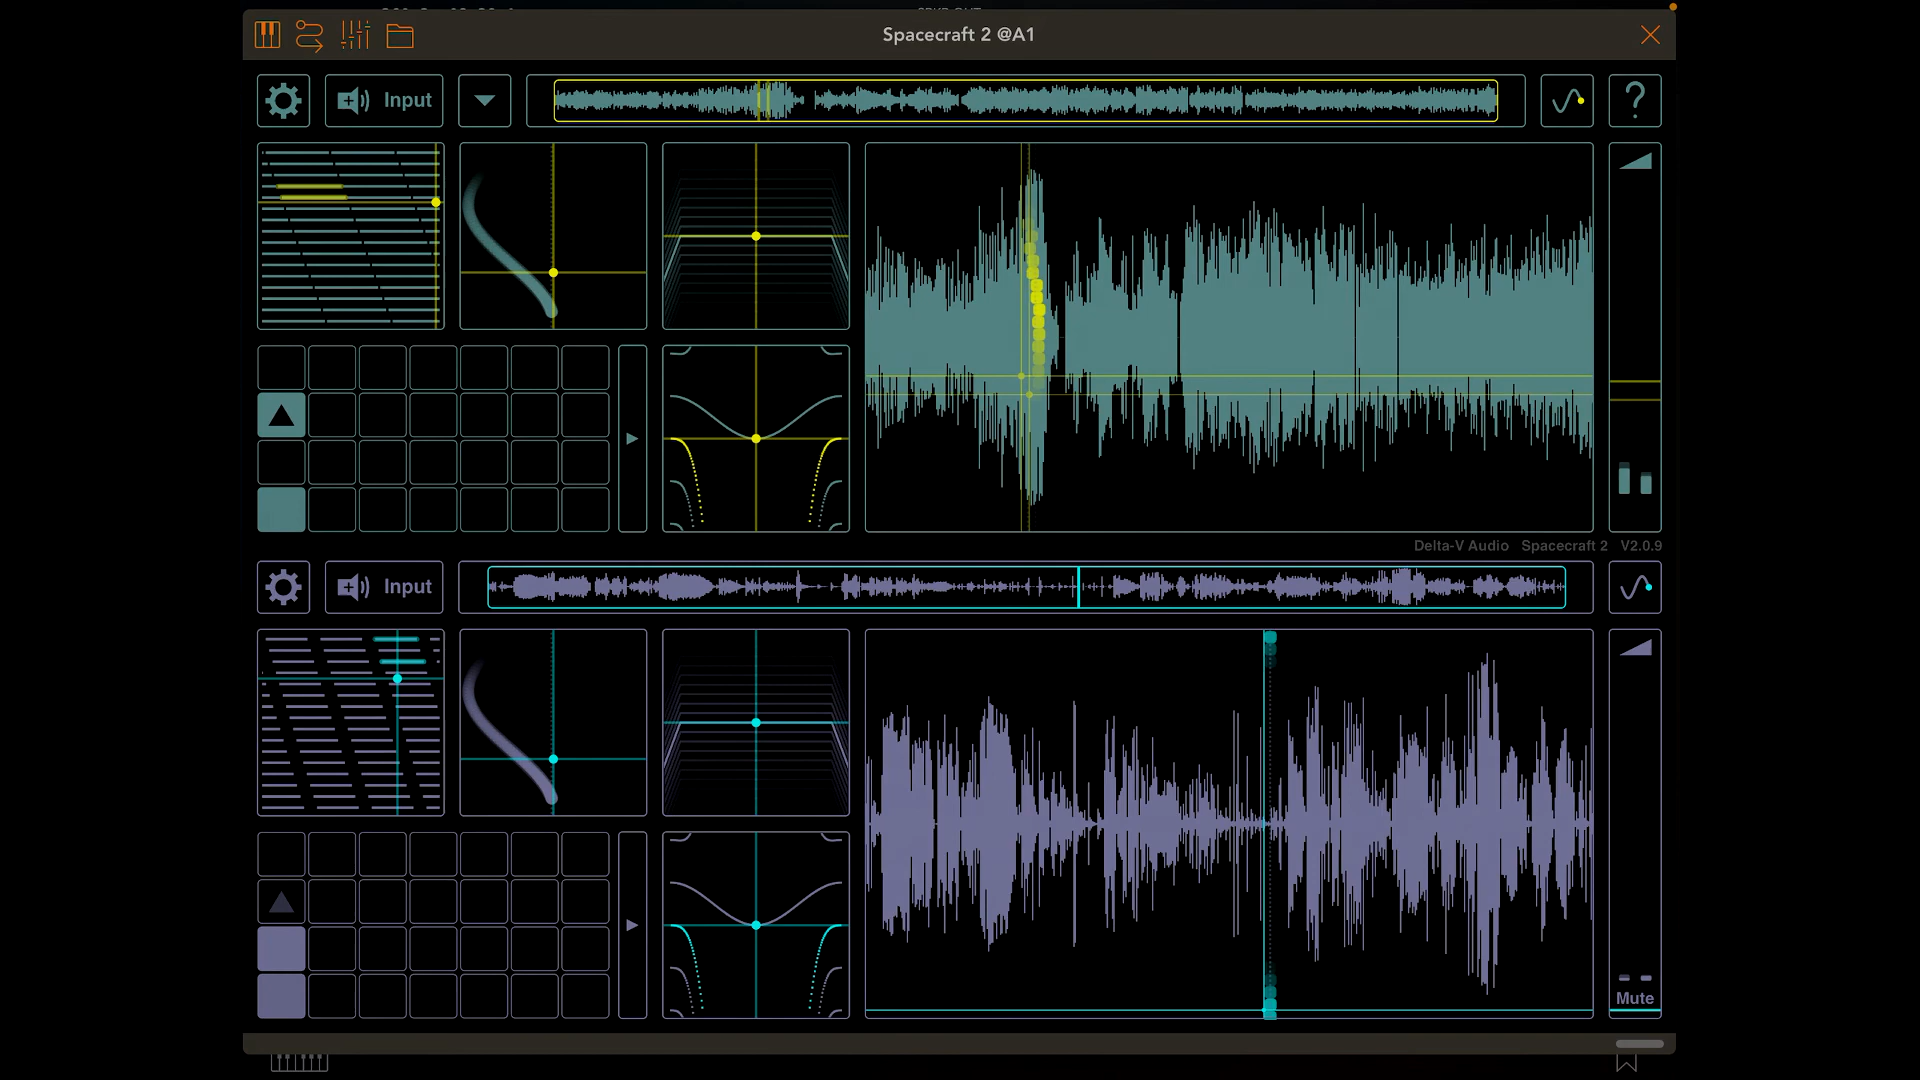 Spacecraft 2 @A1
Input
?
Delta-V Audio Spacecraft 2 V2.0.9
Input
Mute